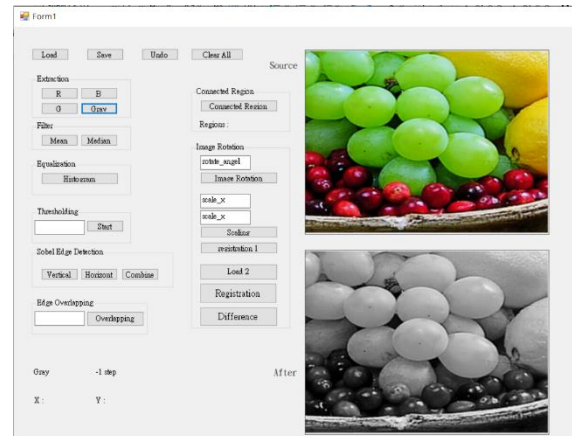 Form1
Load Save Undo Clear All
Source
Extraction
R B
G Gray
Filter
Mean Median
Equalization
Histogram
Thresholding
Start
Sobel Edge Detection
Vertical Horizont Combine
Edge Overlapping
Overlapping
Gray -1 step
X : Y :
Connected Region
Connected Region
Regions :
Image Rotation
rotate_angel
Image Rotation
scale_x
scale_x
Scaling
registration 1
Load 2
Registration
Difference
After